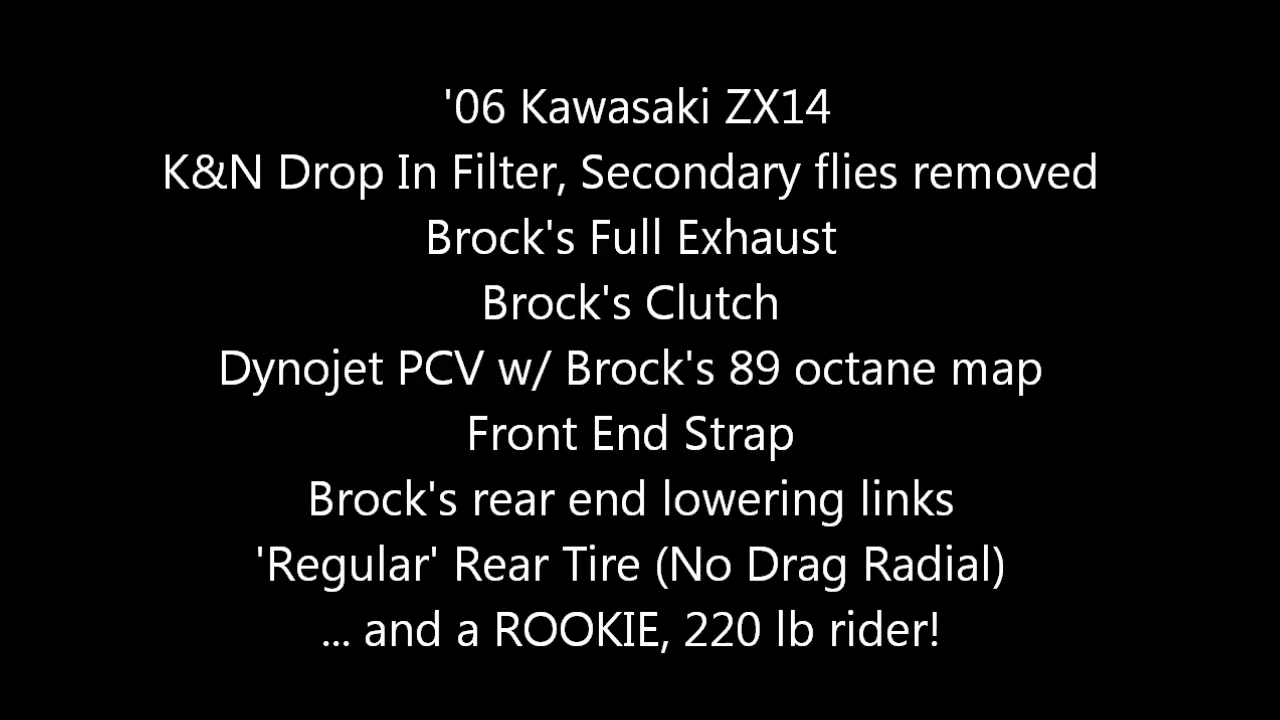 '06 Kawasaki ZX14
K&N Drop In Filter, Secondary flies removed
Brock's Full Exhaust
Brock's Clutch
Dynojet PCV w/ Brock's 89 octane map
Front End Strap
Brock's rear end lowering links
'Regular' Rear Tire (No Drag Radial)
... and a ROOKIE, 220 lb rider!